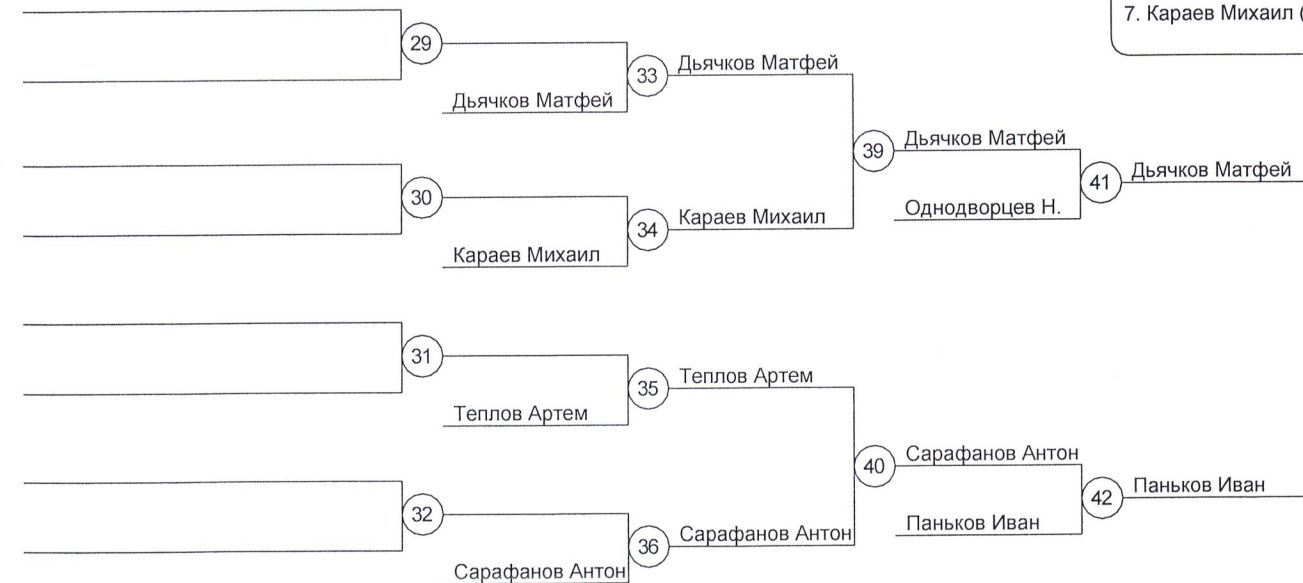 7. Караев Михаил (
29
33
Дьячков Матфей
Дьячков Матфей
39
Дьячков Матфей
41
Дьячков Матфей
30
34
Караев Михаил
Однодворцев Н.
Караев Михаил
31
35
Теплов Артем
Теплов Артем
40
Сарафанов Антон
42
Паньков Иван
32
36
Сарафанов Антон
Паньков Иван
Сарафанов Антон